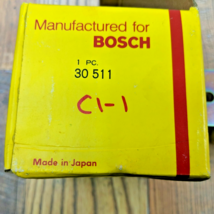 Manufactured for
BOSCH
1 PC.
30 511
C1-1
Made in Japan